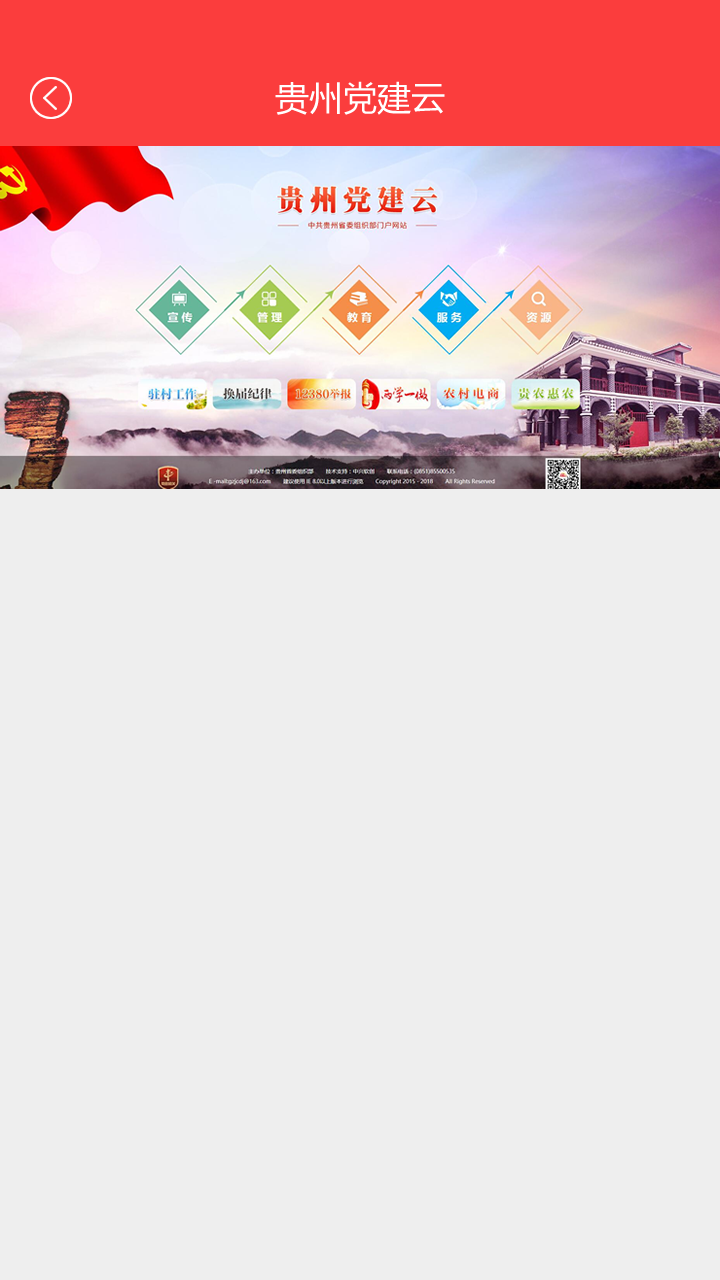 贵州党建云
贵州党建云
中共贵州省委组织部门户网站
宣传 管理 教育 服务 资源
驻村工作 换届纪律 12380举报 两学一做 农村电商 贵农惠农
主办单位：贵州省委组织部 技术支持：中兴软创 联系电话：(0851)85500535
E-mail:gzjcdj@163.com 建议使用 IE 8.0以上版本进行浏览 Copyright 2015 - 2018 All Rights Reserved